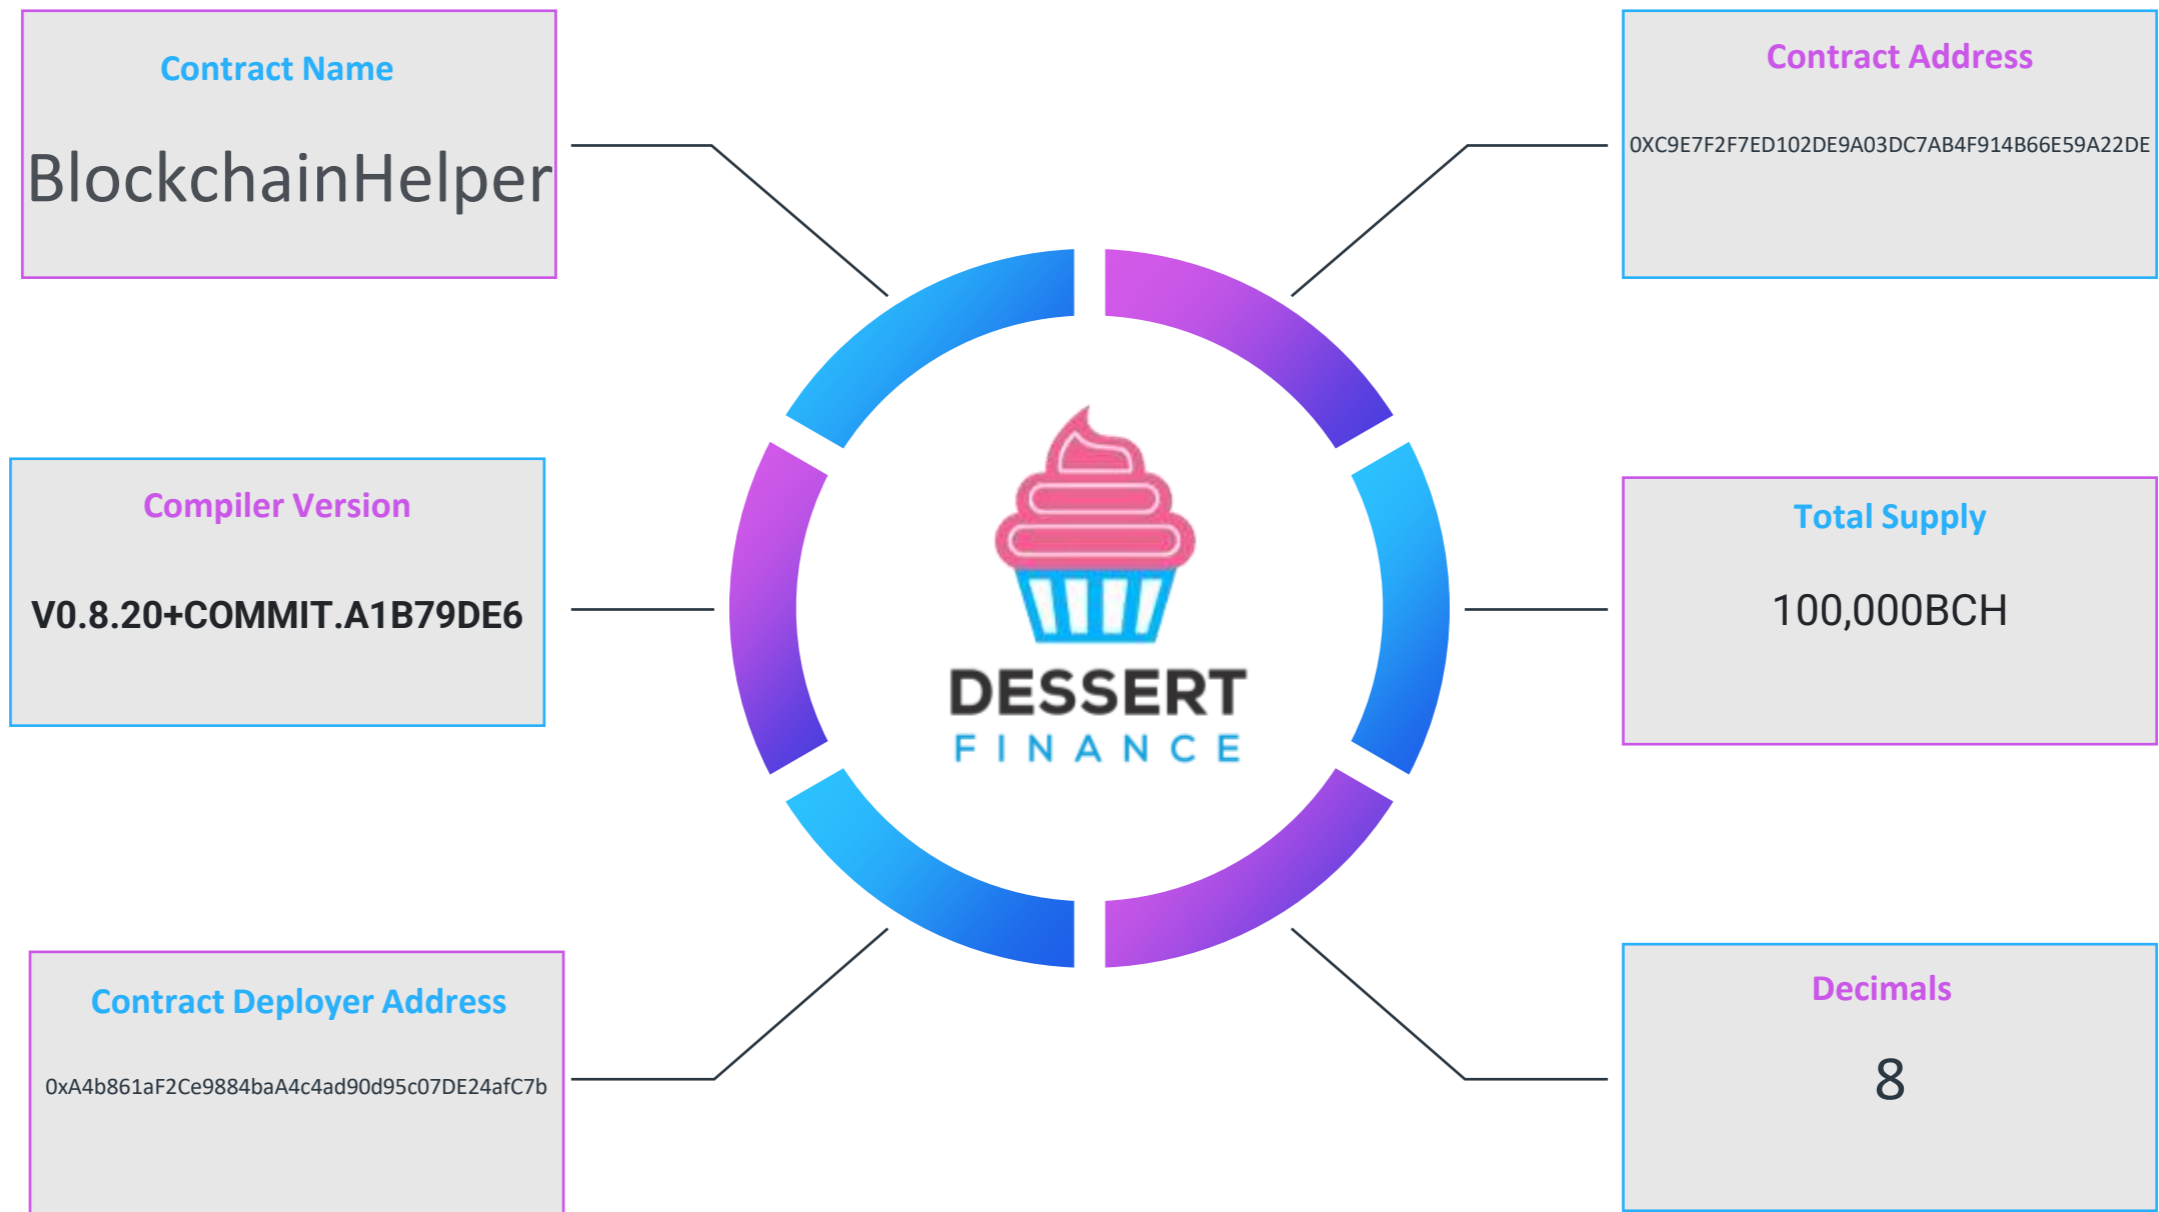 Contract Name
BlockchainHelper
Contract Address
0XC9E7F2F7ED102DE9A03DC7AB4F914B66E59A22DE
Compiler Version
V0.8.20+COMMIT.A1B79DE6
DESSERT
FINANCE
Total Supply
100,000BCH
Contract Deployer Address
0xA4b861aF2Ce9884baA4c4ad90d95c07DE24afC7b
Decimals
8